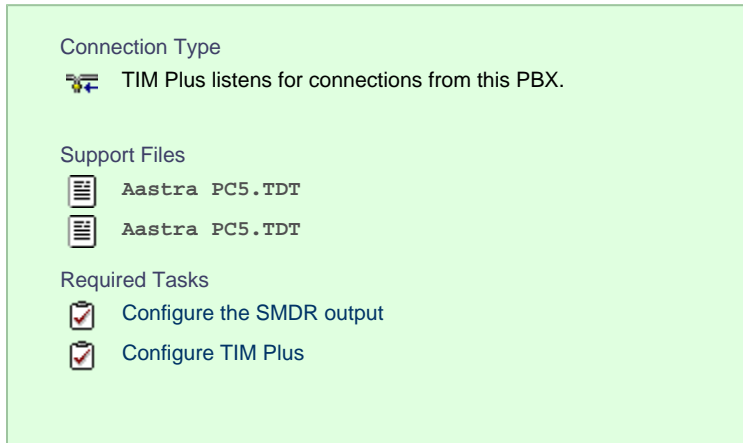 Connection Type
TIM Plus listens for connections from this PBX.
Support Files
Aastra PC5.TDT
Aastra PC5.TDT
Required Tasks
Configure the SMDR output
Configure TIM Plus